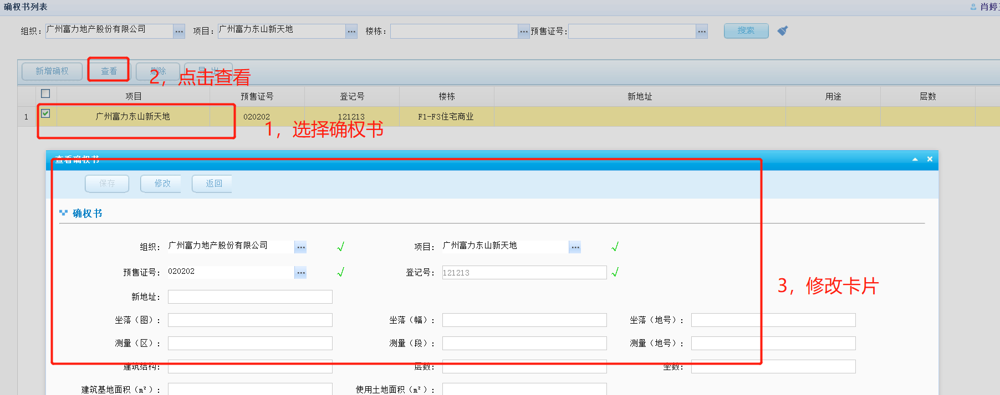 确权书列表
肖婷
组织: 广州富力地产股份有限公司 ... 项目: 广州富力东山新天地 ... 楼栋: ... 预售证号: ... 搜索
新增确权 查看 删除 导 出
2，点击查看
项目 预售证号 登记号 楼栋 新地址 用途 层数
1 广州富力东山新天地 020202 121213 F1-F3住宅商业
1，选择确权书
查看确权书
保存 修改 返回
确权书
组织: 广州富力地产股份有限公司 ... √ 项目: 广州富力东山新天地 ... √
预售证号: 020202 ... √ 登记号: 121213 √
3，修改卡片
新地址:
坐落（图）: 坐落（幅）: 坐落（地号）:
测量（区）: 测量（段）: 测量（地号）:
建筑结构: 层数: 坐数:
建筑基地面积（m²）: 使用土地面积（m²）: